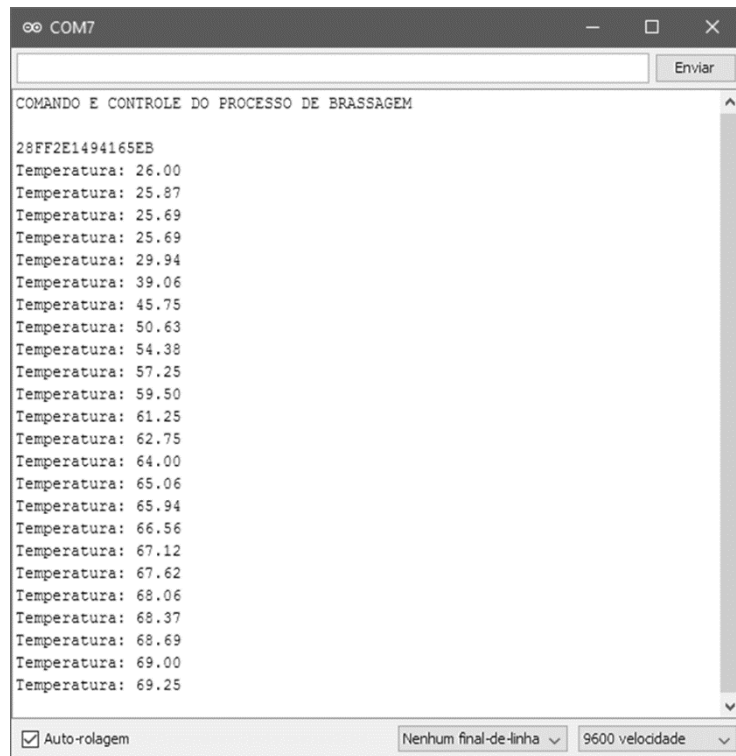 COM7
Enviar
COMANDO E CONTROLE DO PROCESSO DE BRASSAGEM
28FF2E1494165EB
Temperatura: 26.00
Temperatura: 25.87
Temperatura: 25.69
Temperatura: 25.69
Temperatura: 29.94
Temperatura: 39.06
Temperatura: 45.75
Temperatura: 50.63
Temperatura: 54.38
Temperatura: 57.25
Temperatura: 59.50
Temperatura: 61.25
Temperatura: 62.75
Temperatura: 64.00
Temperatura: 65.06
Temperatura: 65.94
Temperatura: 66.56
Temperatura: 67.12
Temperatura: 67.62
Temperatura: 68.06
Temperatura: 68.37
Temperatura: 68.69
Temperatura: 69.00
Temperatura: 69.25
Auto-rolagem Nenhum final-de-linha 9600 velocidade